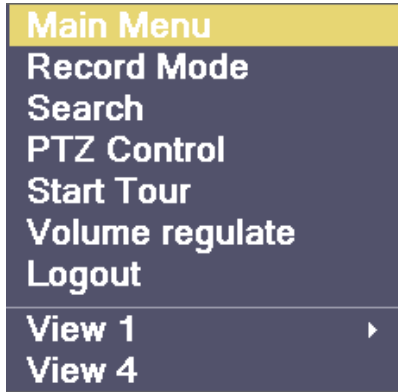 Main Menu
Record Mode
Search
PTZ Control
Start Tour
Volume regulate
Logout
View 1
View 4